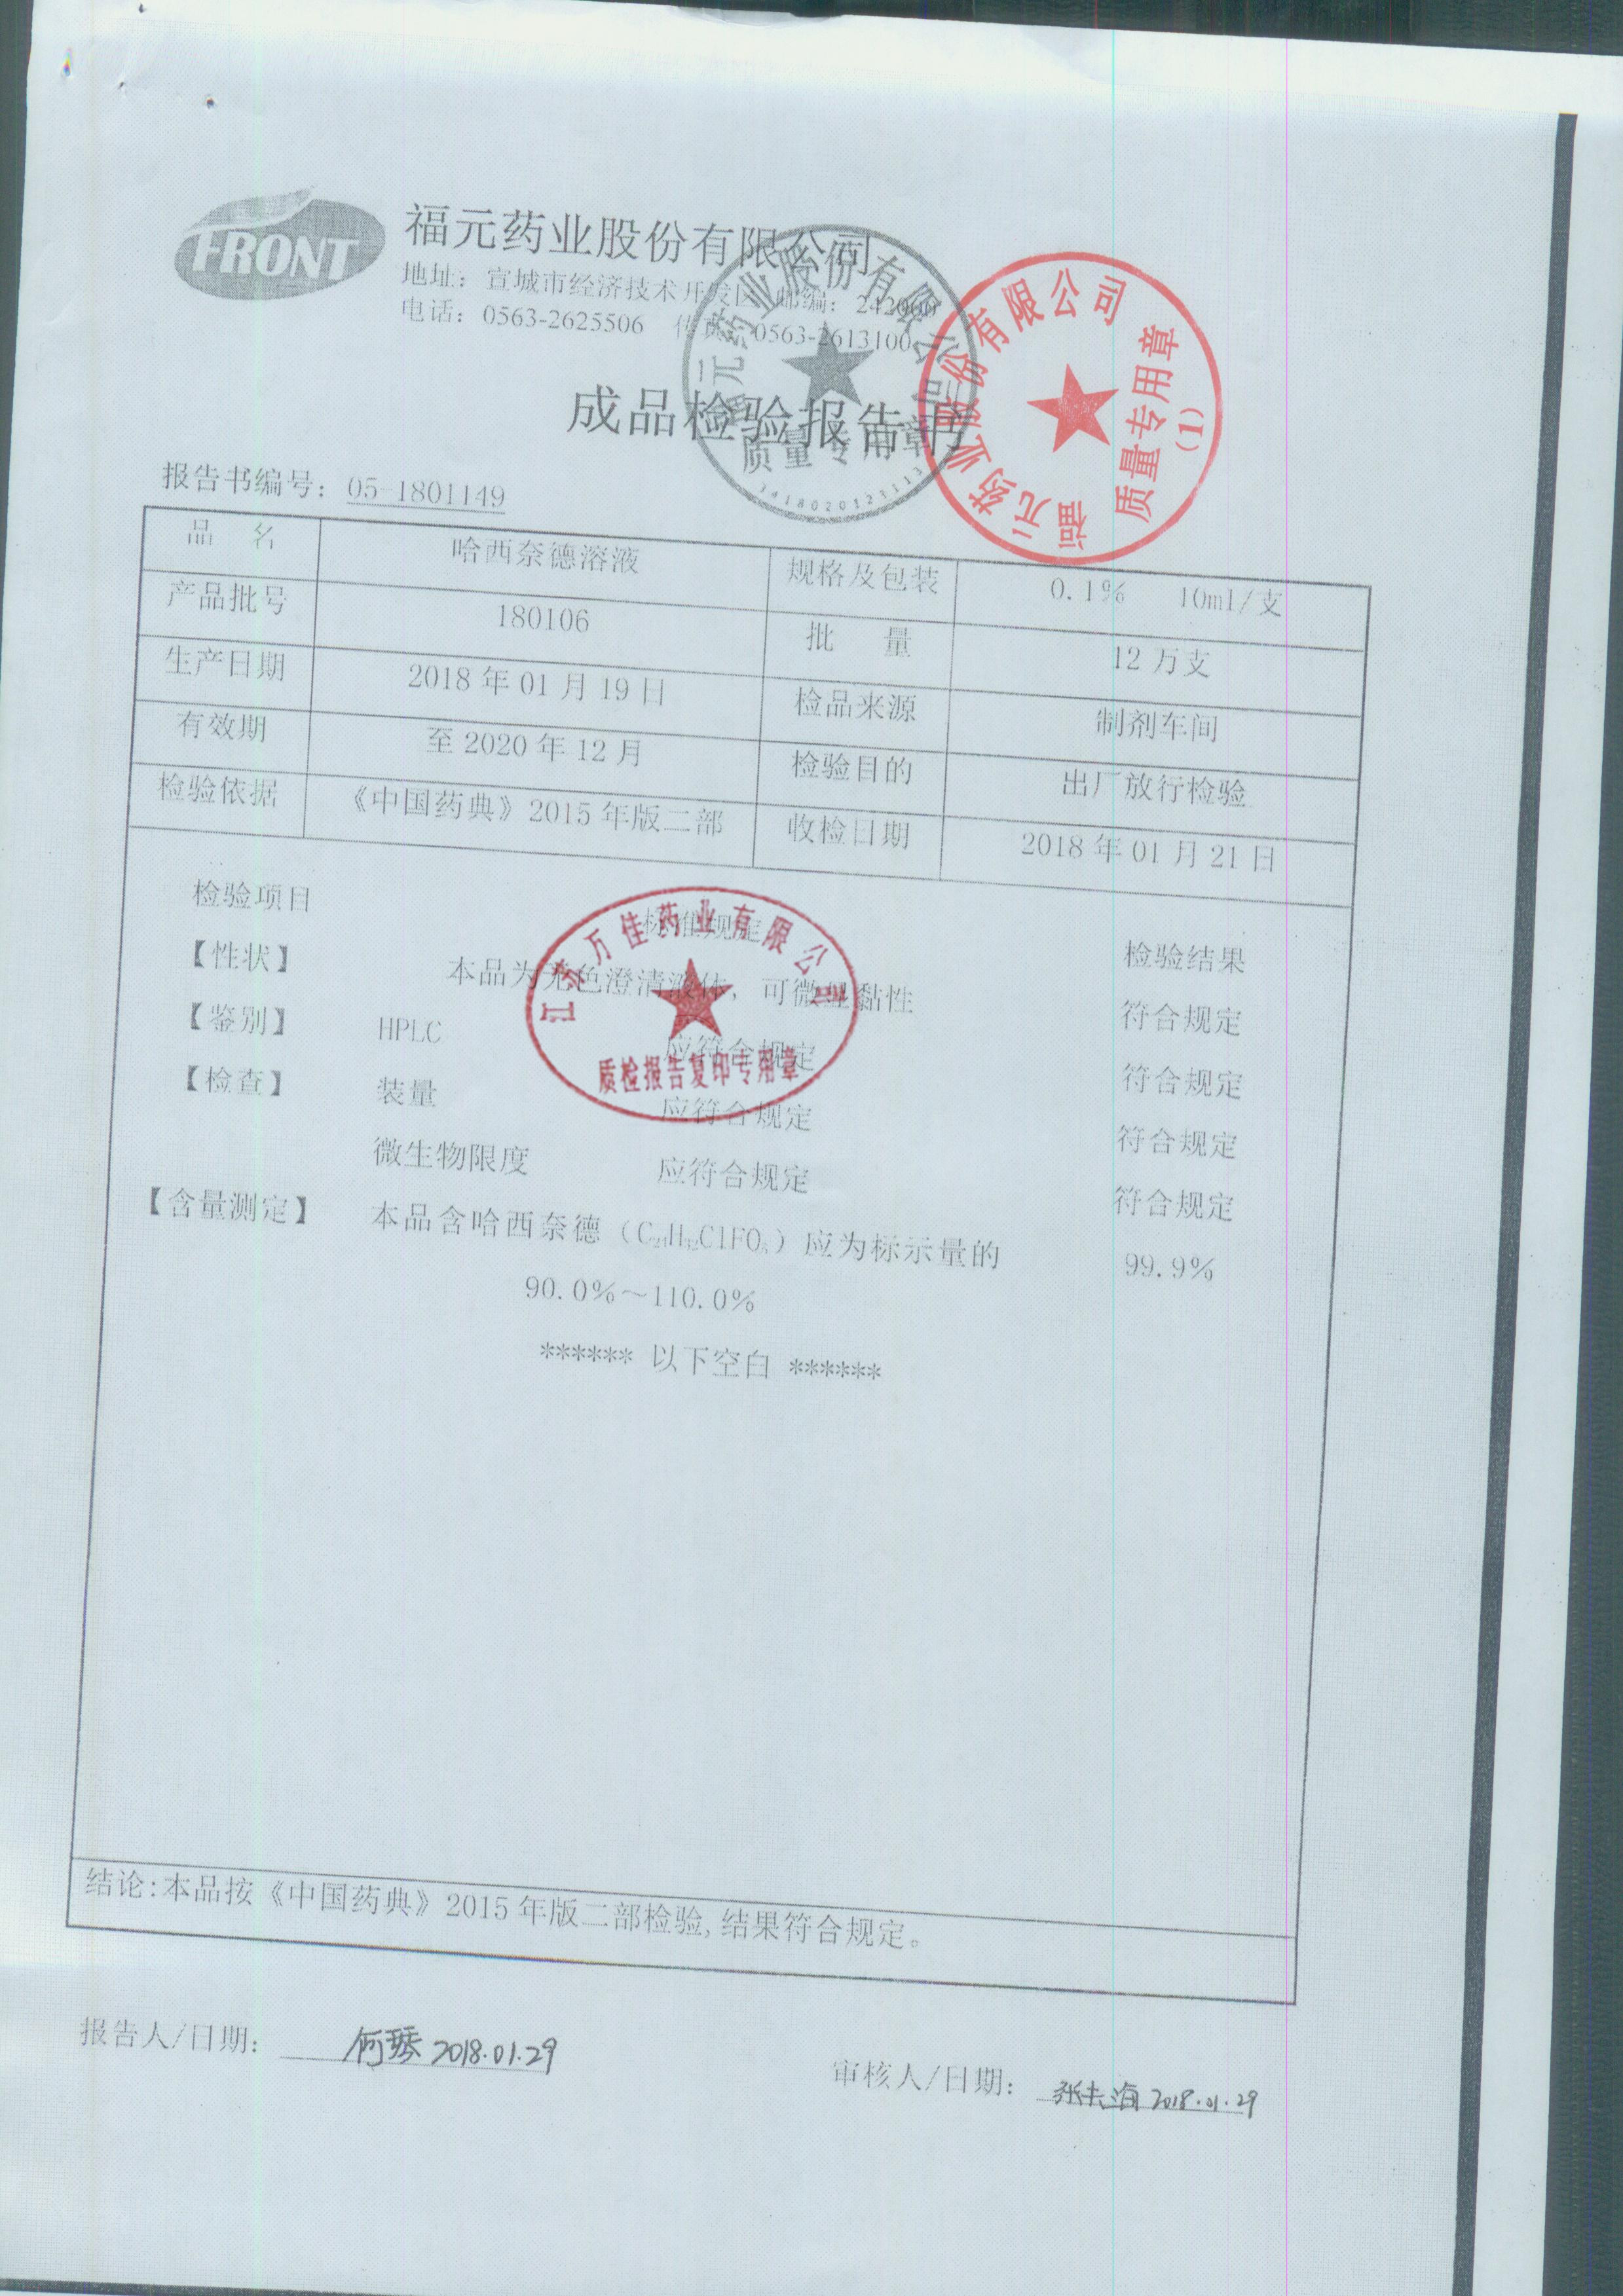 FRONT
福元药业股份有限公司
地址：宣城市经济技术开发区 邮编：242000
电话：0563-2625506 传真：0563-2613100
福元药业股份有限公司
质量专用章
福元药业股份有限公司
质量专用章
（1）
成品检验报告书
报告书编号：05-1801149
品 名 哈西奈德溶液 规格及包装 0.1% 10ml/支
产品批号 180106 批 量 12万支
生产日期 2018年01月19日 检品来源 制剂车间
有效期 至2020年12月 检验目的 出厂放行检验
检验依据 《中国药典》2015年版二部 收检日期 2018年01月21日
检验项目 标准规定 检验结果
【性状】 本品为无色澄清液体，可微显黏性 符合规定
【鉴别】 HPLC 应符合规定 符合规定
【检查】 装量 应符合规定 符合规定
微生物限度 应符合规定 符合规定
【含量测定】 本品含哈西奈德（C₂₄H₃₂ClFO₅）应为标示量的 99.9%
90.0%～110.0%
****** 以下空白 ******
万佳药业有限公司
质检报告复印专用章
结论:本品按《中国药典》2015年版二部检验,结果符合规定。
报告人/日期： 何琴 2018.01.29
审核人/日期： 2018.01.29